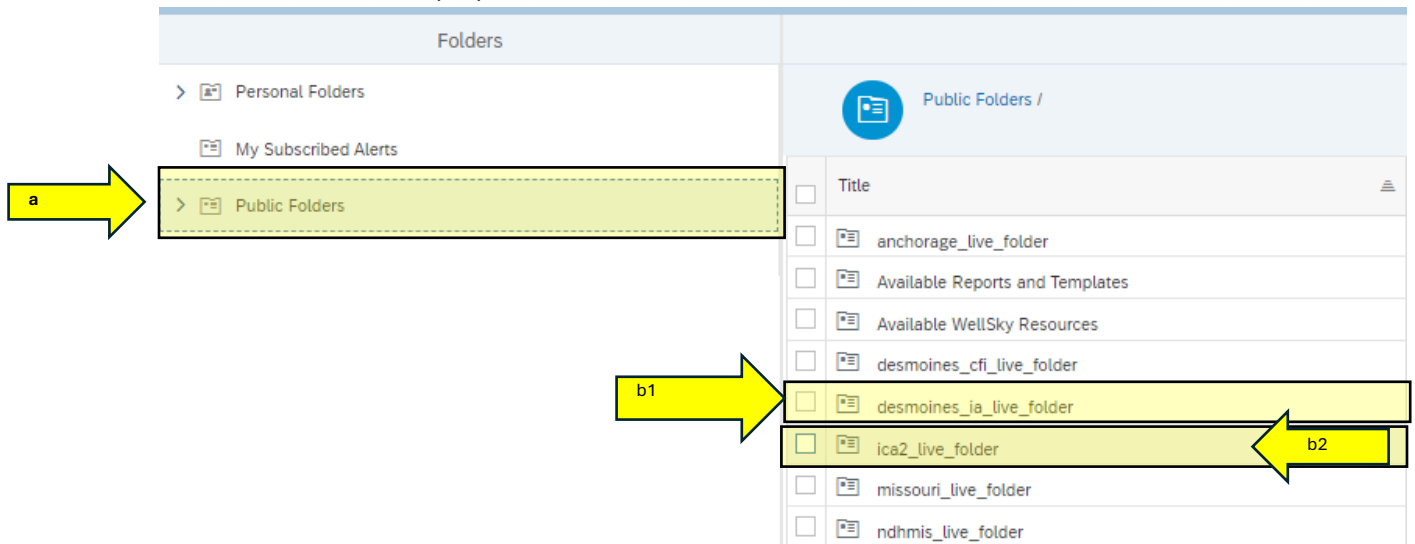 Folders
Personal Folders
My Subscribed Alerts
Public Folders
a
Public Folders /
Title
anchorage_live_folder
Available Reports and Templates
Available WellSky Resources
desmoines_cfi_live_folder
b1
desmoines_ia_live_folder
ica2_live_folder
b2
missouri_live_folder
ndhmis_live_folder